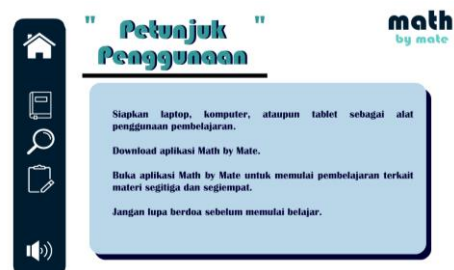 " Petunjuk "
Penggunaan
math
by mate
Siapkan laptop, komputer, ataupun tablet sebagai alat
penggunaan pembelajaran.
Download aplikasi Math by Mate.
Buka aplikasi Math by Mate untuk memulai pembelajaran terkait
materi segitiga dan segiempat.
Jangan lupa berdoa sebelum memulai belajar.